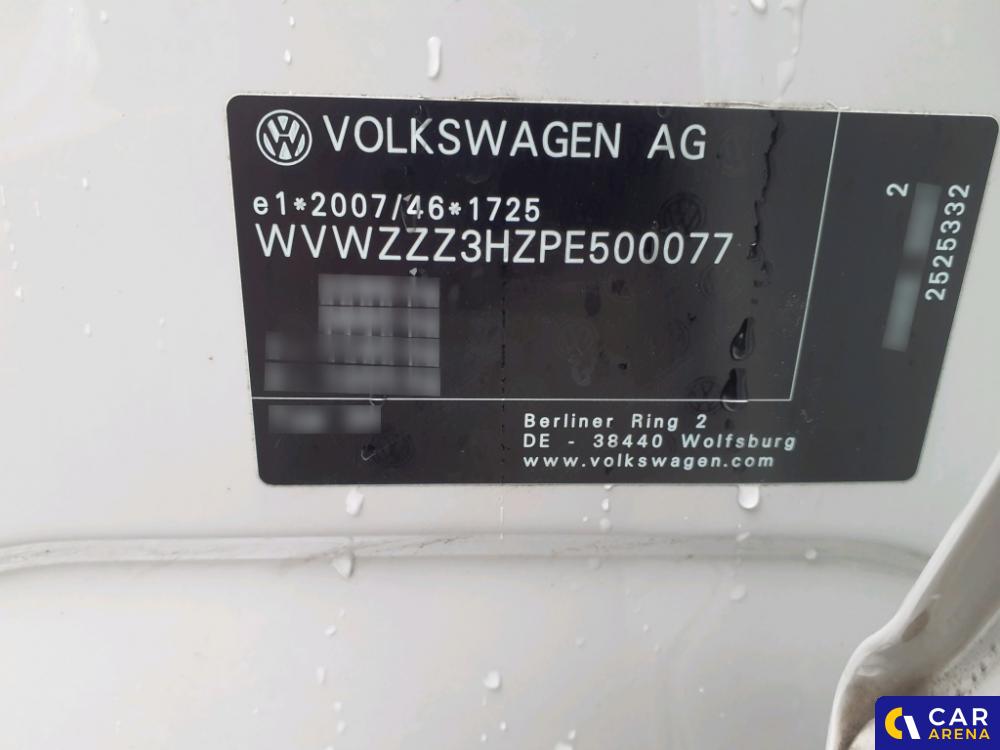 VOLKSWAGEN AG
e1*2007/46*1725
WVWZZZ3HZPE500077
Berliner Ring 2
DE - 38440 Wolfsburg
www.volkswagen.com
2
2525332
CAR
ARENA